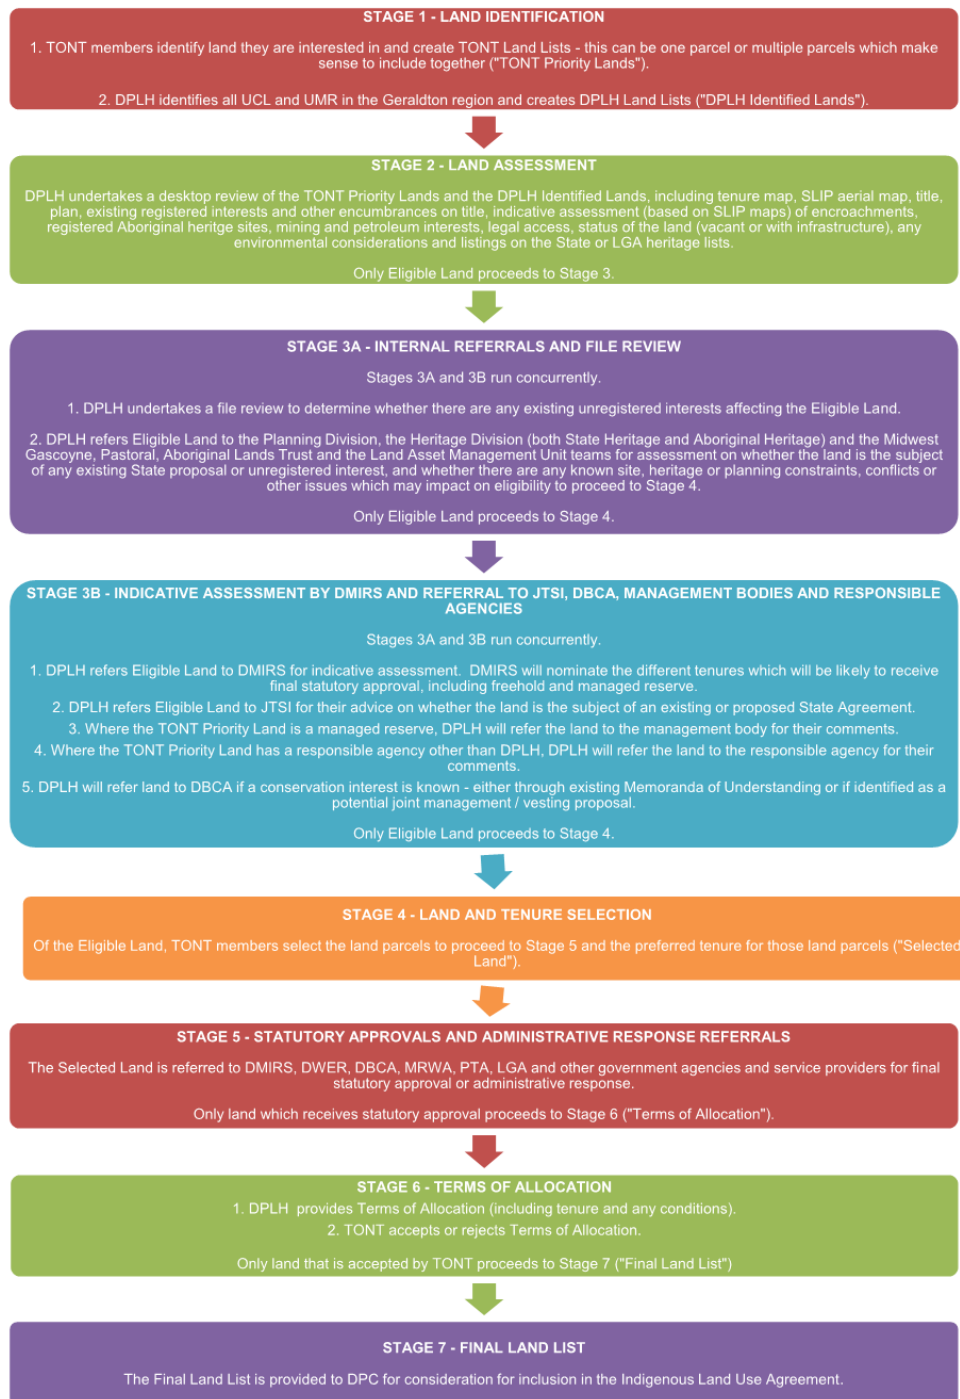 STAGE 1 - LAND IDENTIFICATION
1. TONT members identify land they are interested in and create TONT Land Lists - this can be one parcel or multiple parcels which make
sense to include together ("TONT Priority Lands").
2. DPLH identifies all UCL and UMR in the Geraldton region and creates DPLH Land Lists ("DPLH Identified Lands").
STAGE 2 - LAND ASSESSMENT
DPLH undertakes a desktop review of the TONT Priority Lands and the DPLH Identified Lands, including tenure map, SLIP aerial map, title,
plan, existing registered interests and other encumbrances on title, indicative assessment (based on SLIP maps) of encroachments,
registered Aboriginal heritge sites, mining and petroleum interests, legal access, status of the land (vacant or with infrastructure), any
environmental considerations and listings on the State or LGA heritage lists.
Only Eligible Land proceeds to Stage 3.
STAGE 3A - INTERNAL REFERRALS AND FILE REVIEW
Stages 3A and 3B run concurrently.
1. DPLH undertakes a file review to determine whether there are any existing unregistered interests affecting the Eligible Land.
2. DPLH refers Eligible Land to the Planning Division, the Heritage Division (both State Heritage and Aboriginal Heritage) and the Midwest
Gascoyne, Pastoral, Aboriginal Lands Trust and the Land Asset Management Unit teams for assessment on whether the land is the subject
of any existing State proposal or unregistered interest, and whether there are any known site, heritage or planning constraints, conflicts or
other issues which may impact on eligibility to proceed to Stage 4.
Only Eligible Land proceeds to Stage 4.
STAGE 3B - INDICATIVE ASSESSMENT BY DMIRS AND REFERRAL TO JTSI, DBCA, MANAGEMENT BODIES AND RESPONSIBLE
AGENCIES
Stages 3A and 3B run concurrently.
1. DPLH refers Eligible Land to DMIRS for indicative assessment. DMIRS will nominate the different tenures which will be likely to receive
final statutory approval, including freehold and managed reserve.
2. DPLH refers Eligible Land to JTSI for their advice on whether the land is the subject of an existing or proposed State Agreement.
3. Where the TONT Priority Land is a managed reserve, DPLH will refer the land to the management body for their comments.
4. Where the TONT Priority Land has a responsible agency other than DPLH, DPLH will refer the land to the responsible agency for their
comments.
5. DPLH will refer land to DBCA if a conservation interest is known - either through existing Memoranda of Understanding or if identified as a
potential joint management / vesting proposal.
Only Eligible Land proceeds to Stage 4.
STAGE 4 - LAND AND TENURE SELECTION
Of the Eligible Land, TONT members select the land parcels to proceed to Stage 5 and the preferred tenure for those land parcels ("Selected
Land").
STAGE 5 - STATUTORY APPROVALS AND ADMINISTRATIVE RESPONSE REFERRALS
The Selected Land is referred to DMIRS, DWER, DBCA, MRWA, PTA, LGA and other government agencies and service providers for final
statutory approval or administrative response.
Only land which receives statutory approval proceeds to Stage 6 ("Terms of Allocation").
STAGE 6 - TERMS OF ALLOCATION
1. DPLH provides Terms of Allocation (including tenure and any conditions).
2. TONT accepts or rejects Terms of Allocation.
Only land that is accepted by TONT proceeds to Stage 7 ("Final Land List")
STAGE 7 - FINAL LAND LIST
The Final Land List is provided to DPC for consideration for inclusion in the Indigenous Land Use Agreement.